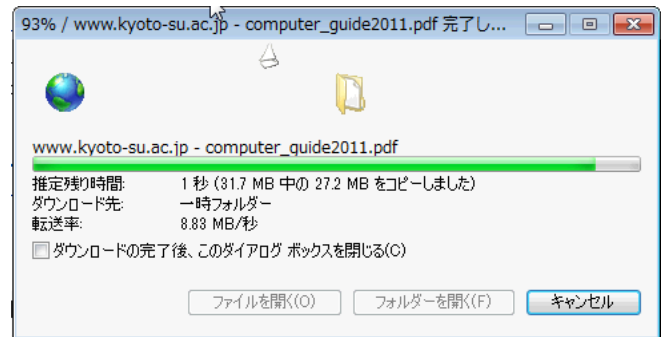 93% / www.kyoto-su.ac.jp - computer_guide2011.pdf 完了し...
www.kyoto-su.ac.jp - computer_guide2011.pdf
推定残り時間: 1 秒 (31.7 MB 中の 27.2 MB をコピーしました)
ダウンロード先: 一時フォルダー
転送率: 8.83 MB/秒
ダウンロードの完了後、このダイアログ ボックスを閉じる(C)
ファイルを開く(O) フォルダーを開く(F) キャンセル